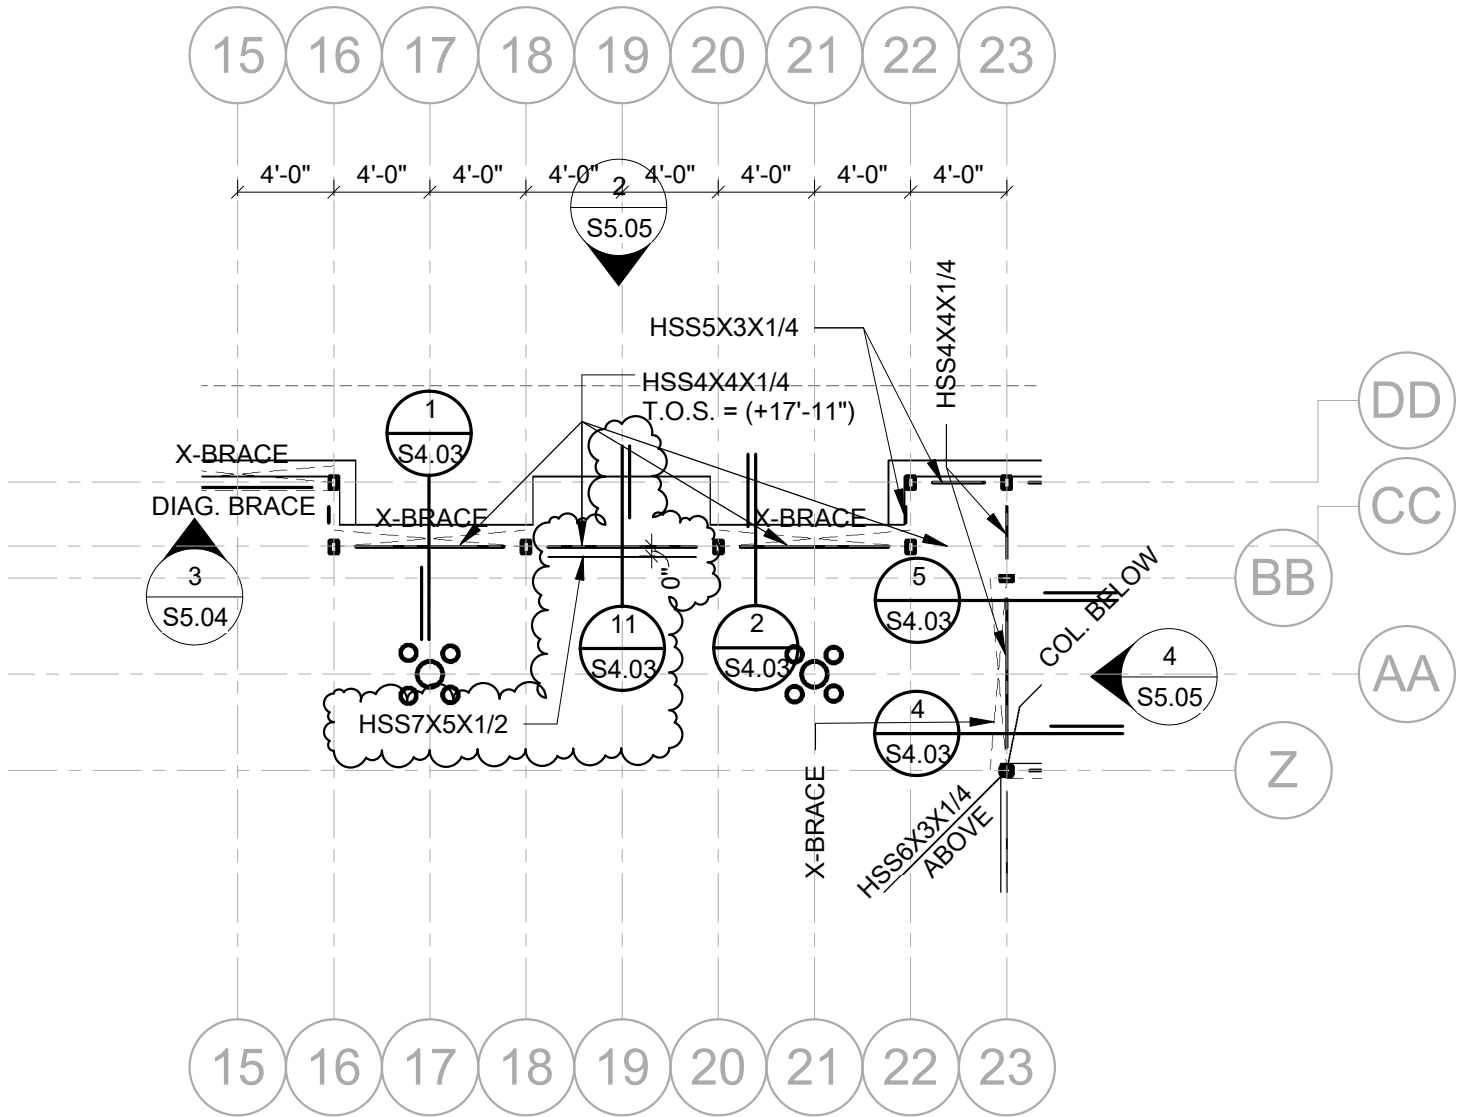 15 16 17 18 19 20 21 22 23
4'-0" 4'-0" 4'-0" 4'-0" 4'-0" 4'-0" 4'-0" 4'-0"
2
S5.05
HSS5X3X1/4
HSS4X4X1/4
HSS4X4X1/4
T.O.S. = (+17'-11")
DD
1
S4.03
X-BRACE
DIAG. BRACE
X-BRACE
X-BRACE
CC
3
S5.04
0"
5
S4.03
BB
COL. BELOW
11
S4.03
2
S4.03
4
S5.05
AA
HSS7X5X1/2
4
S4.03
X-BRACE
HSS6X3X1/4
ABOVE
Z
15 16 17 18 19 20 21 22 23